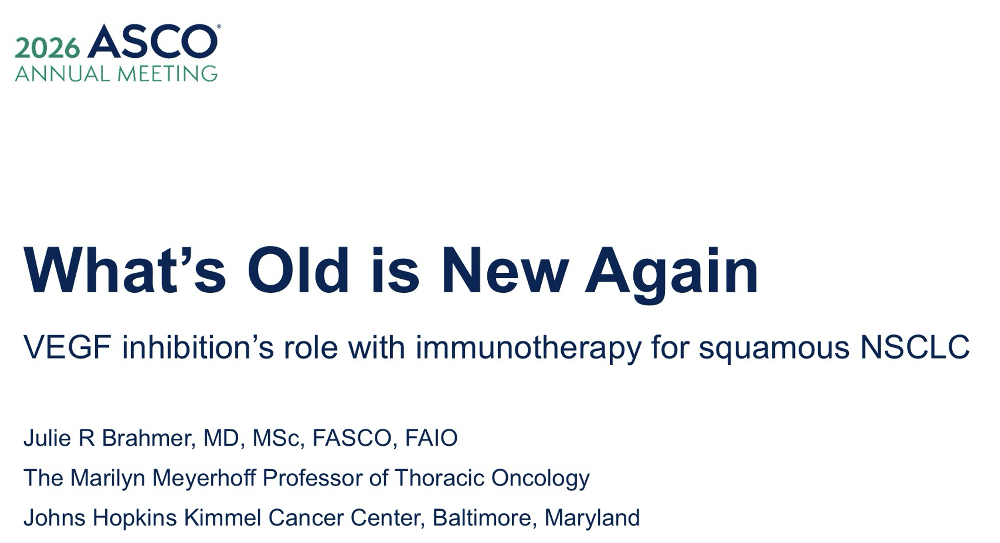 2026 ASCO®
ANNUAL MEETING
What’s Old is New Again
VEGF inhibition’s role with immunotherapy for squamous NSCLC
Julie R Brahmer, MD, MSc, FASCO, FAIO
The Marilyn Meyerhoff Professor of Thoracic Oncology
Johns Hopkins Kimmel Cancer Center, Baltimore, Maryland